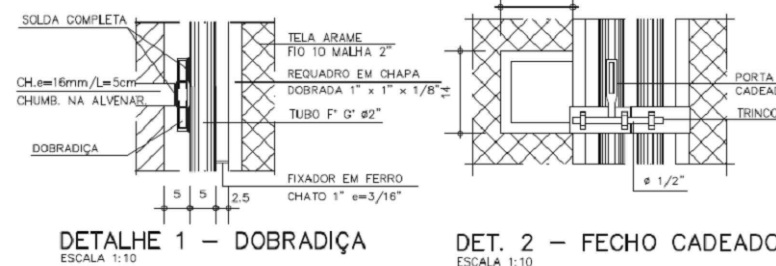 SOLDA COMPLETA
CH.e=16mm/L=5cm
CHUMB. NA ALVENAR.
DOBRADIÇA
TELA ARAME
FIO 10 MALHA 2"
REQUADRO EM CHAPA
DOBRADA 1" x 1" x 1/8"
TUBO F° G° ø2"
FIXADOR EM FERRO
CHATO 1" e=3/16"
5 5 2.5
DETALHE 1 – DOBRADIÇA
ESCALA 1:10
14
PORTA
CADEAD
TRINCO
ø 1/2"
DET. 2 – FECHO CADEADO
ESCALA 1:10